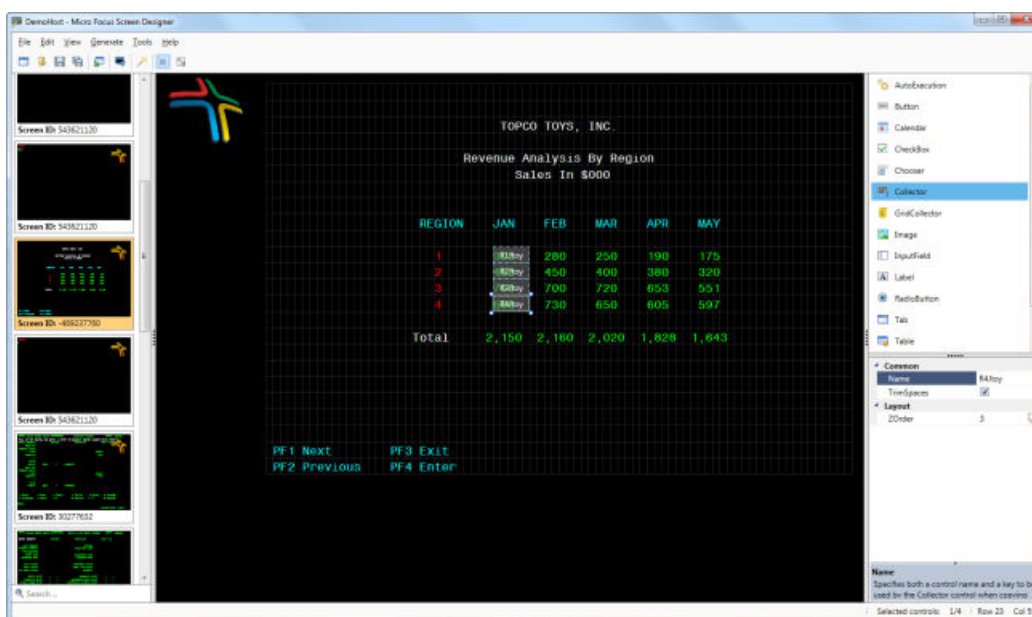 DemoHost - Micro Focus Screen Designer
File Edit View Generate Tools Help
Screen ID: 543621120
Screen ID: 543621120
Screen ID: -466237760
Screen ID: 543621120
Screen ID: 30277632
Search...
TOPCO TOYS, INC.
Revenue Analysis By Region
Sales In $000
REGION JAN FEB MAR APR MAY
1 280 250 190 175
2 450 400 380 320
3 700 720 653 551
4 R4Jtoy 730 650 605 597
Total 2,150 2,160 2,020 1,828 1,643
PF1 Next PF3 Exit
PF2 Previous PF4 Enter
AutoExecution
Button
Calendar
CheckBox
Chooser
Collector
GridCollector
Image
InputField
Label
RadioButton
Tab
Table
Common
Name R4Jtoy
TrimSpaces
Layout
ZOrder 3
Name
Specifies both a control name and a key to be
used by the Collector control when copying
Selected controls: 1/4 Row 23 Col